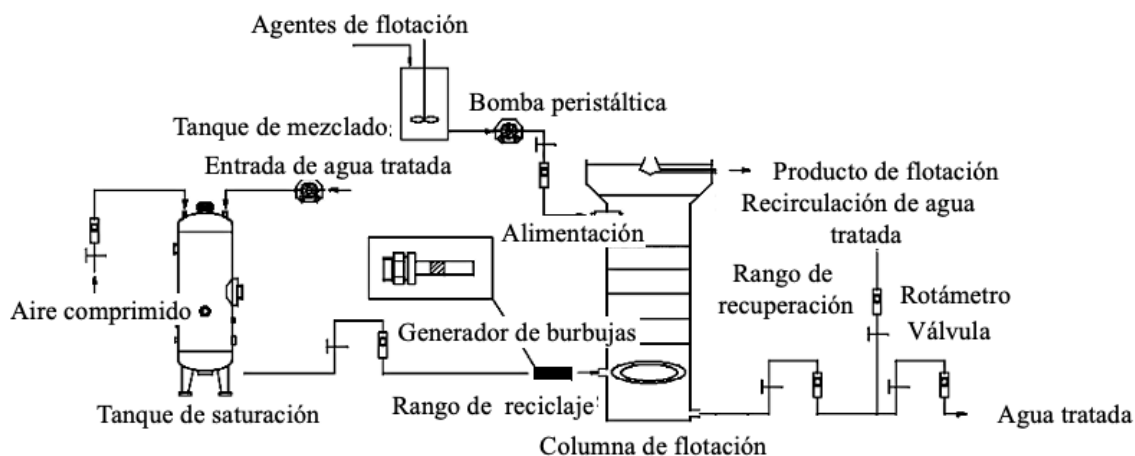 Agentes de flotación
Bomba peristáltica
Tanque de mezclado
Entrada de agua tratada
Producto de flotación
Recirculación de agua
tratada
Alimentación
Rango de
recuperación
Rotámetro
Válvula
Aire comprimido
Generador de burbujas
Rango de reciclaje
Tanque de saturación
Agua tratada
Columna de flotación